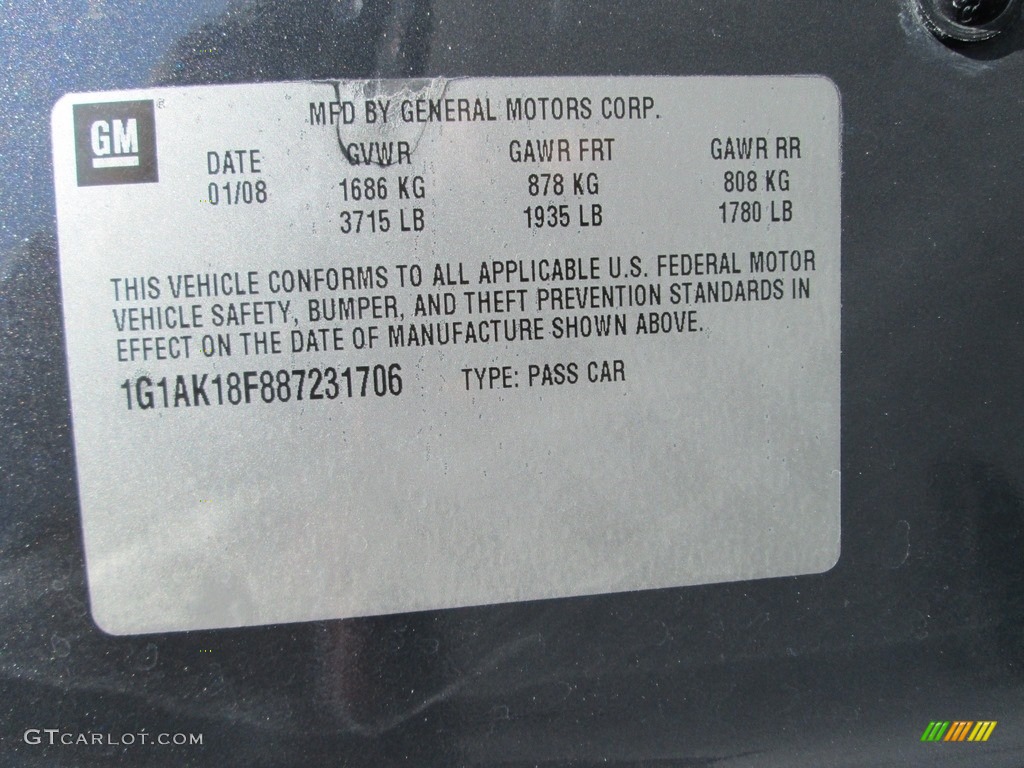 GM
MFD BY GENERAL MOTORS CORP.
DATE GVWR GAWR FRT GAWR RR
01/08 1686 KG 878 KG 808 KG
3715 LB 1935 LB 1780 LB
THIS VEHICLE CONFORMS TO ALL APPLICABLE U.S. FEDERAL MOTOR
VEHICLE SAFETY, BUMPER, AND THEFT PREVENTION STANDARDS IN
EFFECT ON THE DATE OF MANUFACTURE SHOWN ABOVE.
1G1AK18F887231706 TYPE: PASS CAR
GTCARLOT.COM